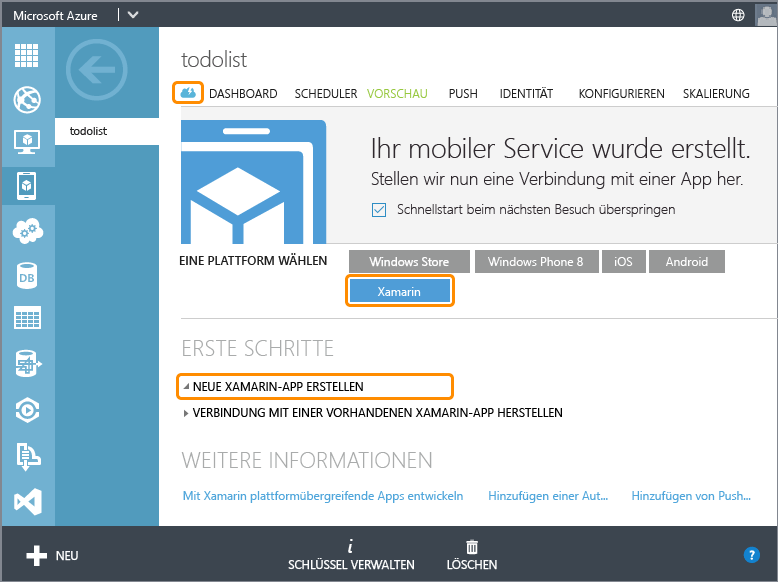 Microsoft Azure
todolist
todolist
DASHBOARD SCHEDULER VORSCHAU PUSH IDENTITÄT KONFIGURIEREN SKALIERUNG
Ihr mobiler Service wurde erstellt.
Stellen wir nun eine Verbindung mit einer App her.
Schnellstart beim nächsten Besuch überspringen
EINE PLATTFORM WÄHLEN Windows Store Windows Phone 8 iOS Android
Xamarin
ERSTE SCHRITTE
NEUE XAMARIN-APP ERSTELLEN
VERBINDUNG MIT EINER VORHANDENEN XAMARIN-APP HERSTELLEN
WEITERE INFORMATIONEN
Mit Xamarin plattformübergreifende Apps entwickeln Hinzufügen einer Aut... Hinzufügen von Push...
DB
NEU
i
SCHLÜSSEL VERWALTEN LÖSCHEN
?